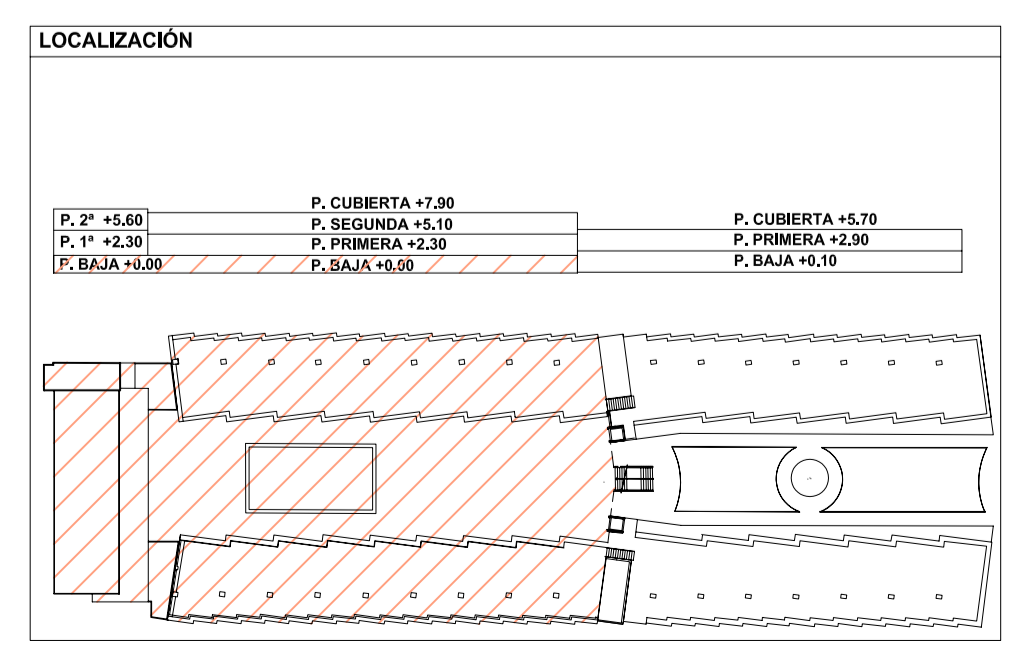 LOCALIZACIÓN
P. CUBIERTA +7.90
P. 2ª +5.60
P. SEGUNDA +5.10
P. CUBIERTA +5.70
P. 1ª +2.30
P. PRIMERA +2.30
P. PRIMERA +2.90
P. BAJA +0.00
P. BAJA +0.00
P. BAJA +0.10